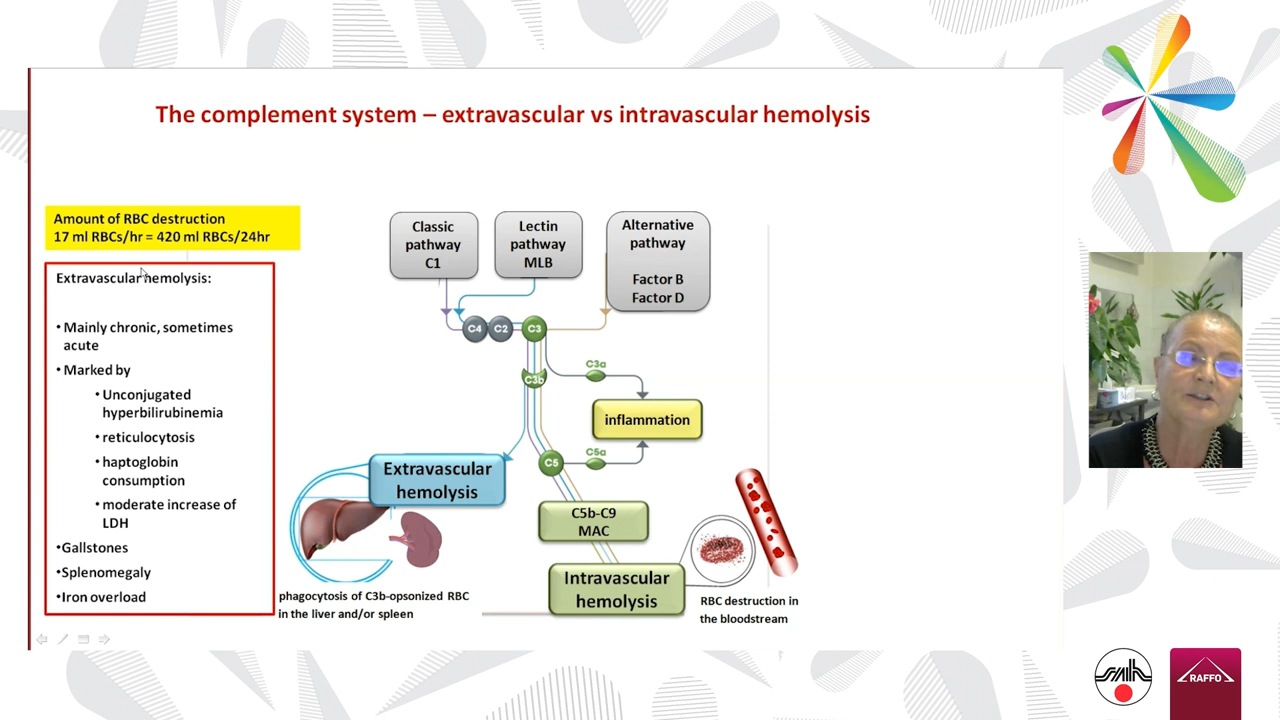 The complement system – extravascular vs intravascular hemolysis
Amount of RBC destruction
17 ml RBCs/hr = 420 ml RBCs/24hr
Extravascular hemolysis:
• Mainly chronic, sometimes
acute
• Marked by
• Unconjugated
hyperbilirubinemia
• reticulocytosis
• haptoglobin
consumption
• moderate increase of
LDH
•Gallstones
•Splenomegaly
•Iron overload
Classic
pathway
C1
Lectin
pathway
MLB
Alternative
pathway
Factor B
Factor D
C4
C2
C3
C3b
C3a
inflammation
C5
C5a
Extravascular
hemolysis
C5b-C9
MAC
Intravascular
hemolysis
phagocytosis of C3b-opsonized RBC
in the liver and/or spleen
RBC destruction in
the bloodstream
smhh
RAFFO